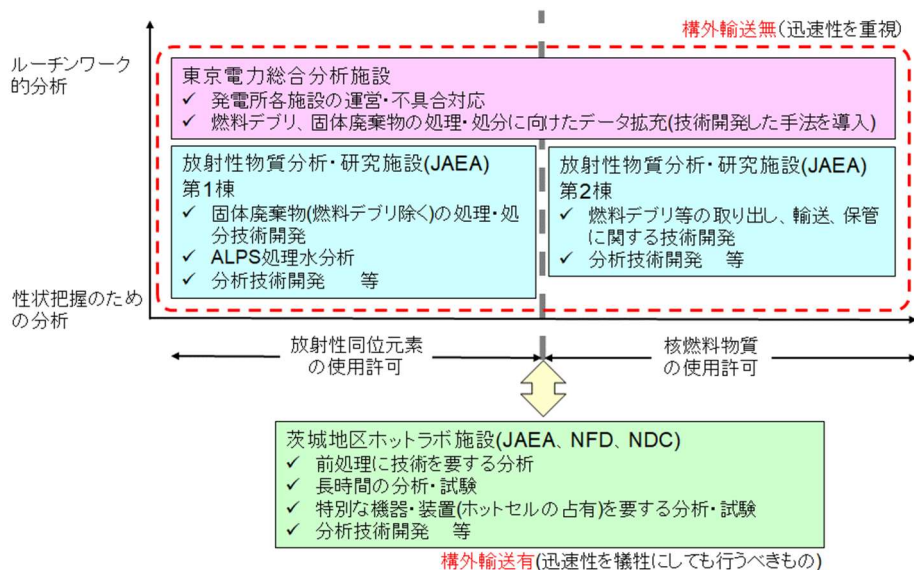 構外輸送無(迅速性を重視)
ルーチンワーク
的分析
東京電力総合分析施設
✓ 発電所各施設の運営・不具合対応
✓ 燃料デブリ、固体廃棄物の処理・処分に向けたデータ拡充(技術開発した手法を導入)
放射性物質分析・研究施設(JAEA)
第1棟
✓ 固体廃棄物(燃料デブリ除く)の処理・処
分技術開発
✓ ALPS処理水分析
✓ 分析技術開発 等
放射性物質分析・研究施設(JAEA)
第2棟
✓ 燃料デブリ等の取り出し、輸送、保管
に関する技術開発
✓ 分析技術開発 等
性状把握のため
の分析
放射性同位元素
の使用許可
核燃料物質
の使用許可
茨城地区ホットラボ施設(JAEA、NFD、NDC)
✓ 前処理に技術を要する分析
✓ 長時間の分析・試験
✓ 特別な機器・装置(ホットセルの占有)を要する分析・試験
✓ 分析技術開発 等
構外輸送有(迅速性を犠牲にしても行うべきもの)